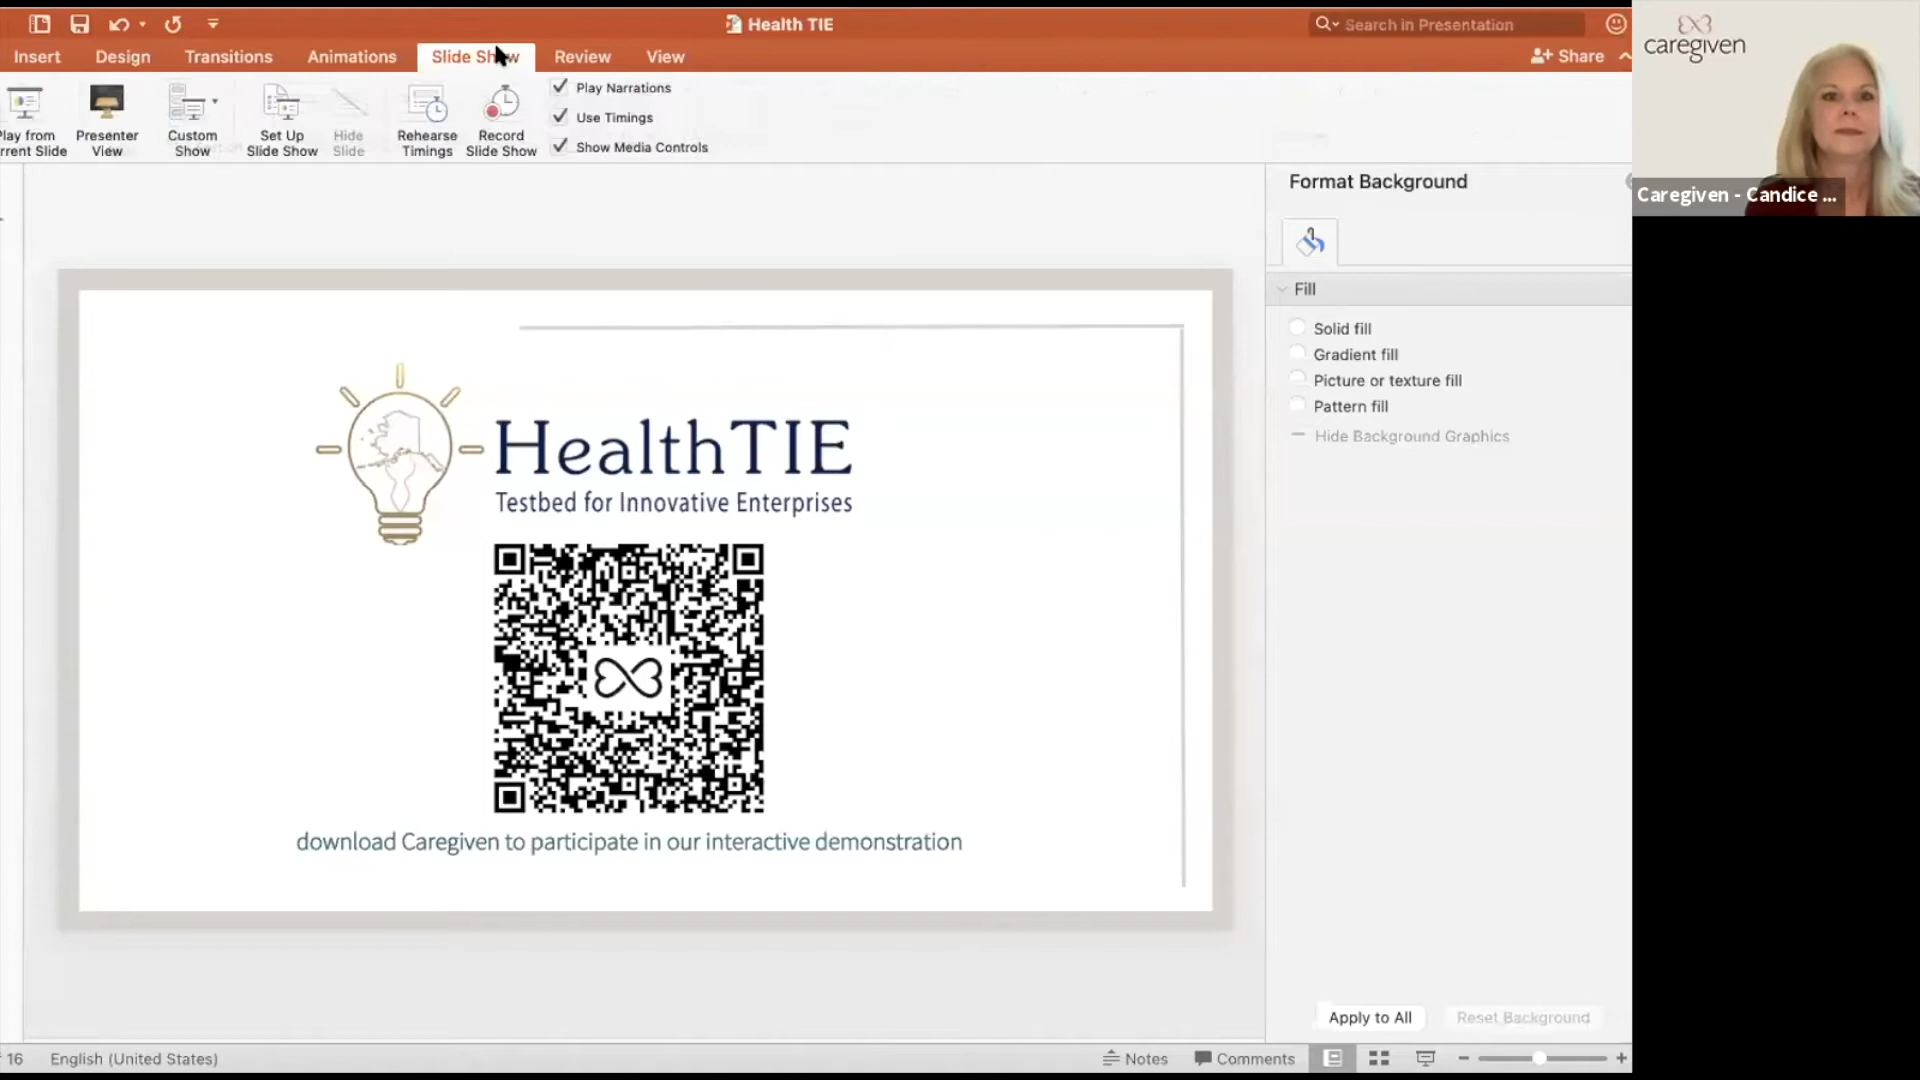 Health TIE
Search in Presentation
Insert
Design
Transitions
Animations
Slide Show
Review
View
Share
Play from
Current Slide
Presenter
View
Custom
Show
Set Up
Slide Show
Hide
Slide
Rehearse
Timings
Record
Slide Show
Play Narrations
Use Timings
Show Media Controls
caregiven
Caregiven - Candice ...
Format Background
Fill
Solid fill
Gradient fill
Picture or texture fill
Pattern fill
Hide Background Graphics
HealthTIE
Testbed for Innovative Enterprises
download Caregiven to participate in our interactive demonstration
Apply to All
Reset Background
16
English (United States)
Notes
Comments